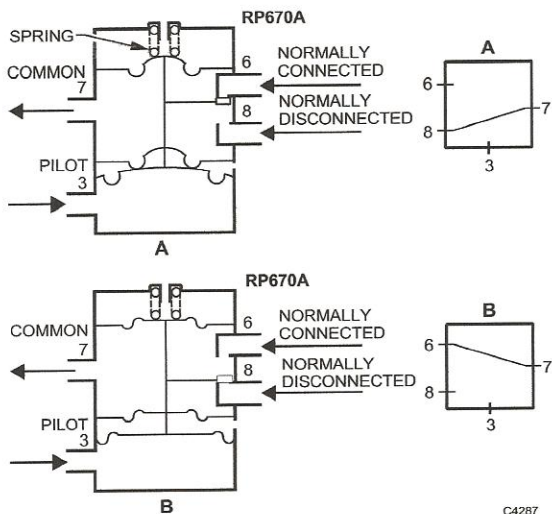 RP670A
SPRING
COMMON
7
6
NORMALLY
CONNECTED
8
NORMALLY
DISCONNECTED
PILOT
3
A
A
6
7
8
3
RP670A
COMMON
7
6
NORMALLY
CONNECTED
8
NORMALLY
DISCONNECTED
PILOT
3
B
B
6
7
8
3
C4287